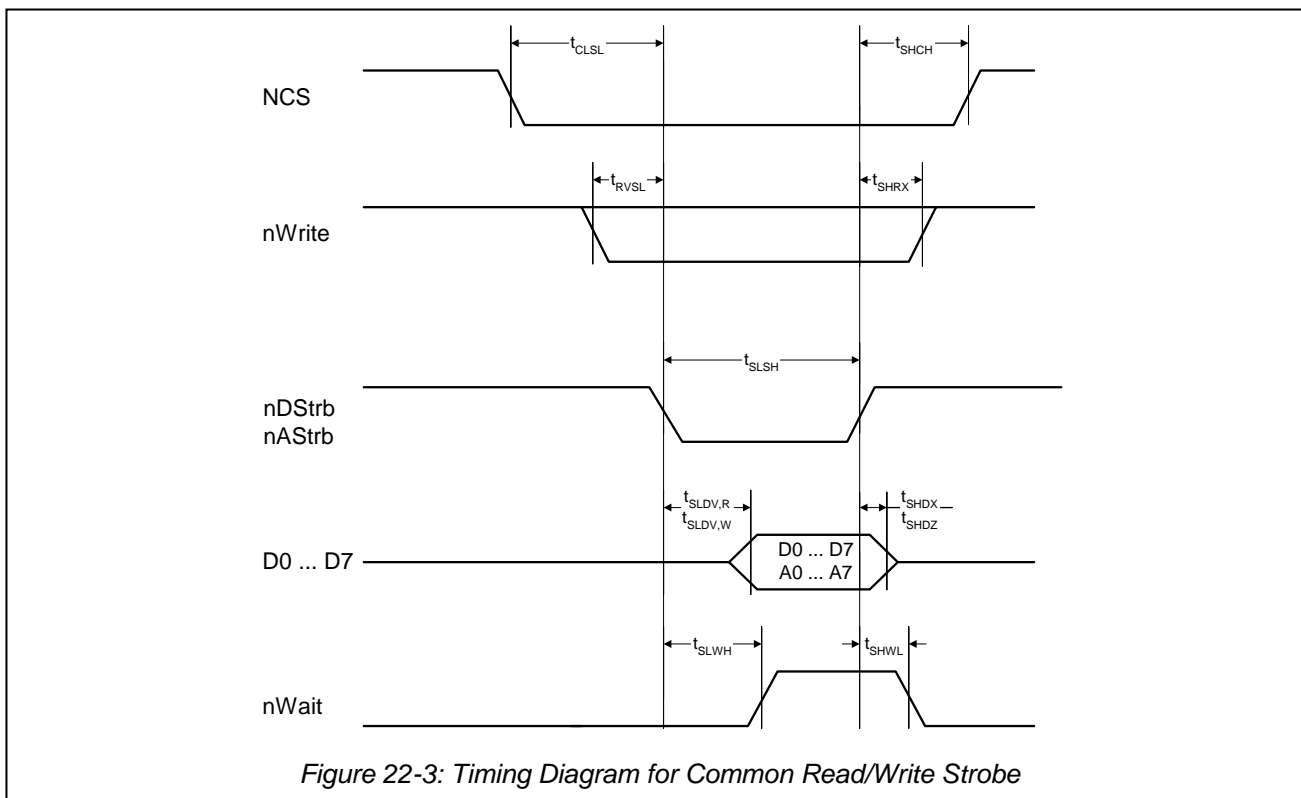 tCLSL
tSHCH
NCS
tRVSL
tSHRX
nWrite
tSLSH
nDStrb
nAStrb
tSLDV,R
tSHDX
tSLDV,W
tSHDZ
D0 ... D7
D0 ... D7
A0 ... A7
tSLWH
tSHWL
nWait
Figure 22-3: Timing Diagram for Common Read/Write Strobe